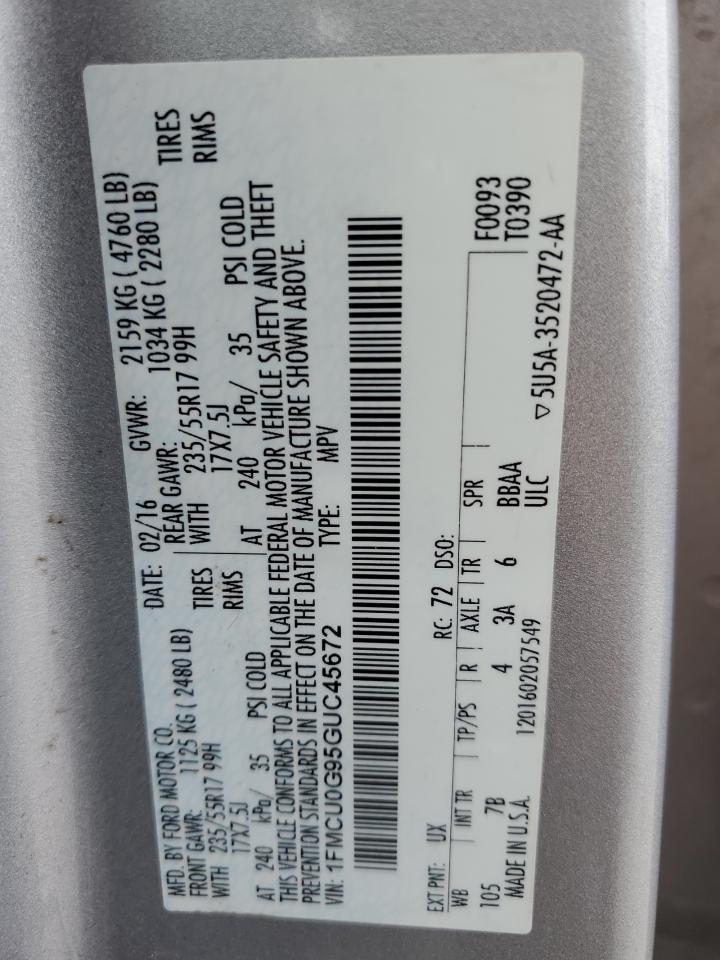 MFD. BY FORD MOTOR CO.
DATE: 02/16 GVWR: 2159 KG ( 4760 LB)
FRONT GAWR: 1125 KG ( 2480 LB)
REAR GAWR: 1034 KG ( 2280 LB)
WITH 235/55R17 99H TIRES
WITH 235/55R17 99H TIRES
17X7.5J RIMS
17X7.5J RIMS
AT 240 kPa/ 35 PSI COLD
AT 240 kPa/ 35 PSI COLD
THIS VEHICLE CONFORMS TO ALL APPLICABLE FEDERAL MOTOR VEHICLE SAFETY AND THEFT
PREVENTION STANDARDS IN EFFECT ON THE DATE OF MANUFACTURE SHOWN ABOVE.
VIN: 1FMCU0G95GUC45672 TYPE: MPV
F0093
T0390
EXT PNT: UX RC: 72 DSO:
WB INT TR TP/PS R AXLE TR SPR
105 7B 4 3A 6 BBAA
MADE IN U.S.A. 1201602057549 ULC
▽5U5A-3520472-AA